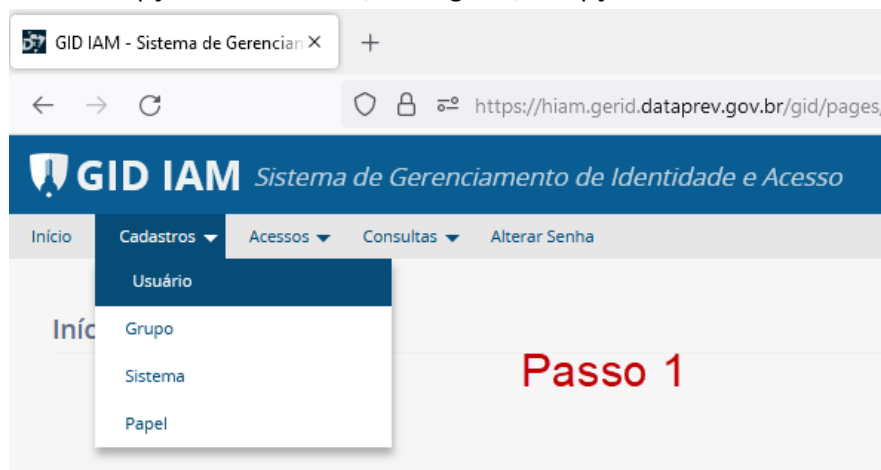 GID IAM - Sistema de Gerencian
https://hiam.gerid.dataprev.gov.br/gid/pages/
GID IAM Sistema de Gerenciamento de Identidade e Acesso
Início Cadastros Acessos Consultas Alterar Senha
Usuário
Iníc
Grupo
Sistema
Passo 1
Papel